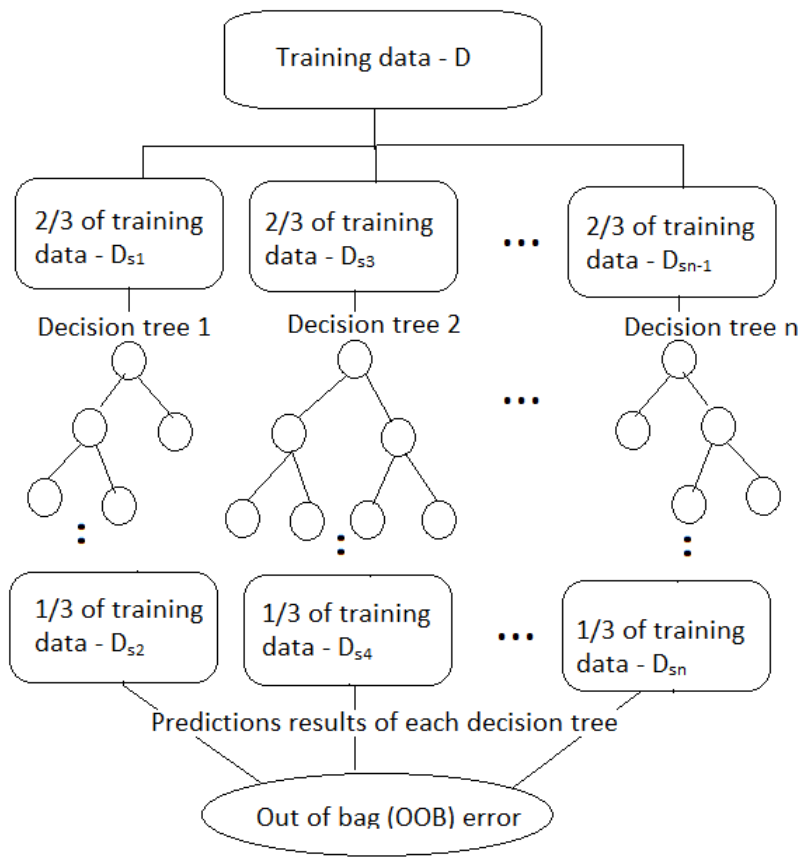 Training data - D
2/3 of training
data - Ds1
2/3 of training
data - Ds3
...
2/3 of training
data - Dsn-1
Decision tree 1
Decision tree 2
Decision tree n
...
:
:
:
1/3 of training
data - Ds2
1/3 of training
data - Ds4
...
1/3 of training
data - Dsn
Predictions results of each decision tree
Out of bag (OOB) error